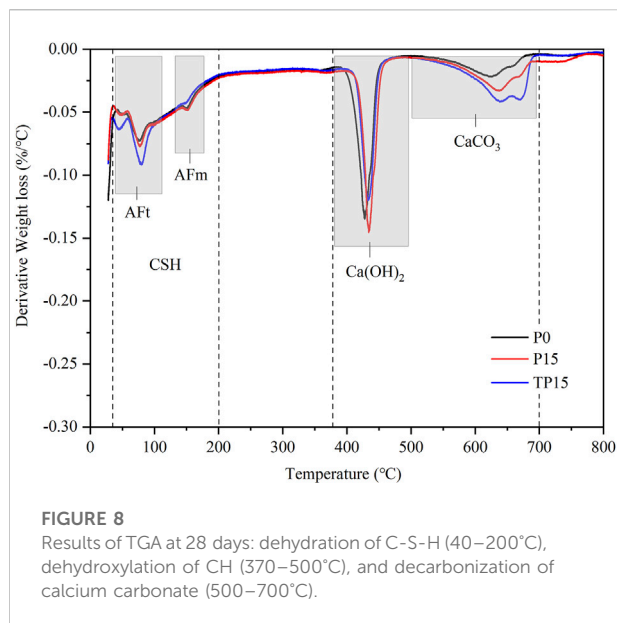 0.00
-0.05
-0.10
-0.15
-0.20
-0.25
-0.30
Derivative Weight loss (%/°C)
AFt
AFm
CSH
Ca(OH)₂
CaCO₃
P0
P15
TP15
0 100 200 300 400 500 600 700 800
Temperature (°C)
FIGURE 8
Results of TGA at 28 days: dehydration of C-S-H (40–200°C),
dehydroxylation of CH (370–500°C), and decarbonization of
calcium carbonate (500–700°C).